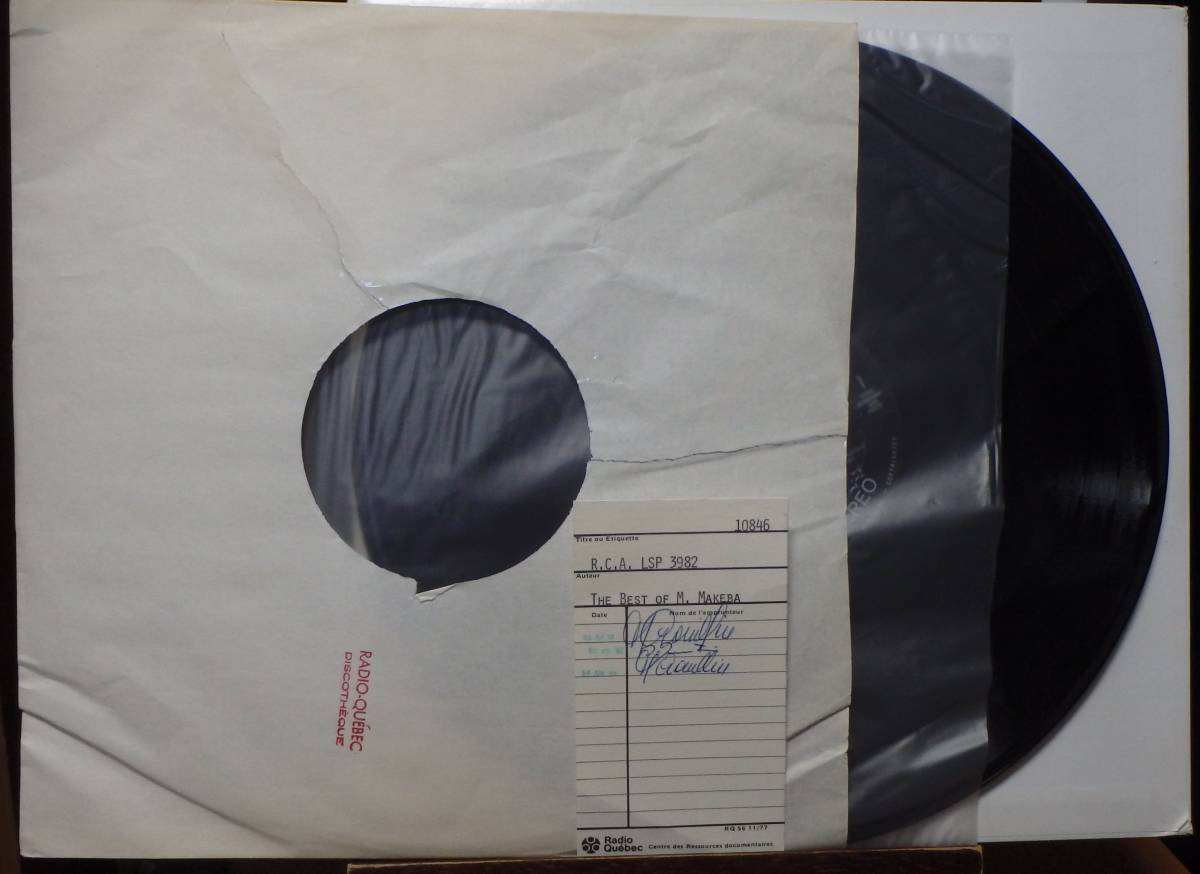 10846
Titre ou Étiquette
R.C.A. LSP 3982
Auteur
The Best of M. Makeba
Date
Nom de l'emprunteur
RADIO-QUÉBEC
DISCOTHÈQUE
RQ 56 11/77
Radio
Québec
Centre des Ressources documentaires